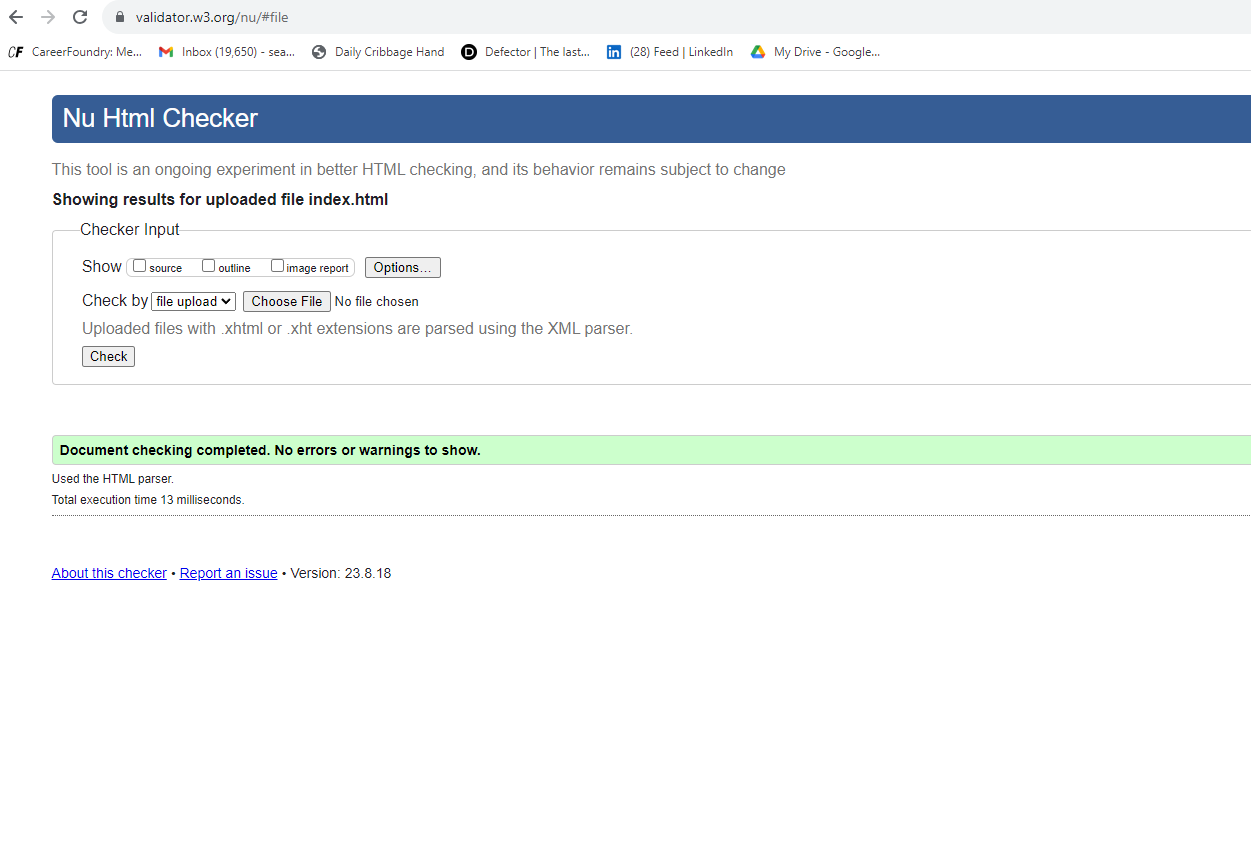 validator.w3.org/nu/#file
CF CareerFoundry: Me... Inbox (19,650) - sea... Daily Cribbage Hand D Defector | The last... in (28) Feed | LinkedIn My Drive - Google...
Nu Html Checker
This tool is an ongoing experiment in better HTML checking, and its behavior remains subject to change
Showing results for uploaded file index.html
Checker Input
Show source outline image report Options...
Check by file upload Choose File No file chosen
Uploaded files with .xhtml or .xht extensions are parsed using the XML parser.
Check
Document checking completed. No errors or warnings to show.
Used the HTML parser.
Total execution time 13 milliseconds.
About this checker • Report an issue • Version: 23.8.18